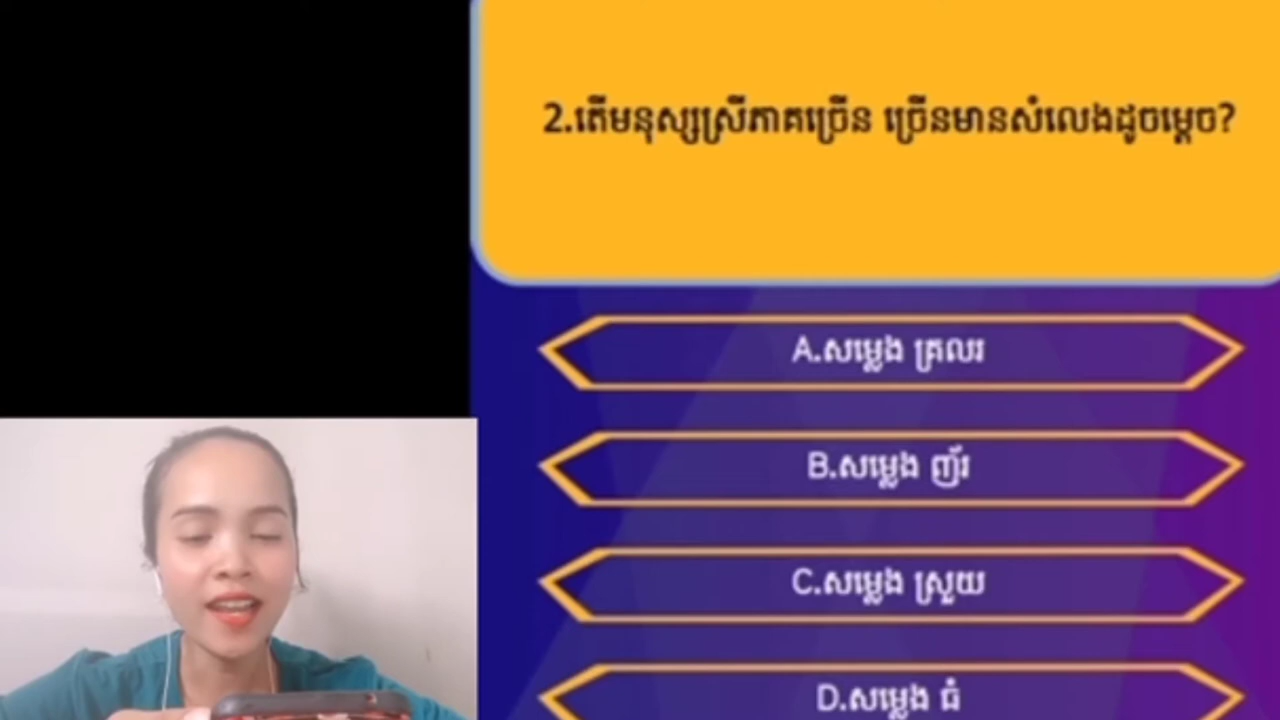 2.តើមនុស្សស្រីភាគច្រើន ច្រើនមានសំលេងដូចម្តេច?
A.សម្លេង គ្រលរ
B.សម្លេង ញ័រ
C.សម្លេង ស្រួយ
D.សម្លេង ធំ